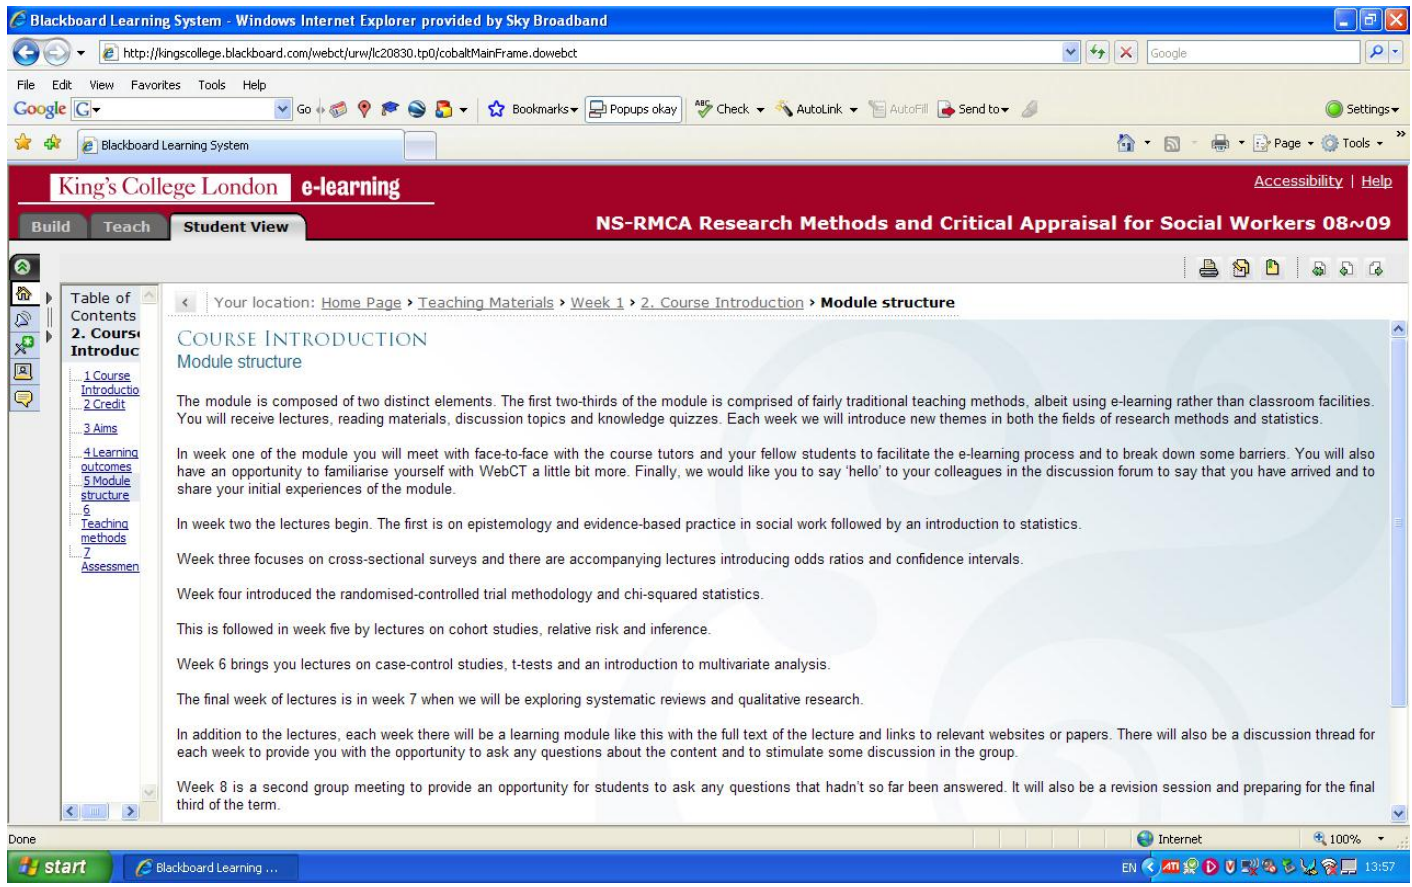 Blackboard Learning System - Windows Internet Explorer provided by Sky Broadband
http://kingscollege.blackboard.com/webct/urw/lc20830.tp0/cobaltMainFrame.dowebct
Google
File Edit View Favorites Tools Help
Google G Go Bookmarks Popups okay ABC Check AutoLink AutoFill Send to Settings
Blackboard Learning System
Page Tools »
King's College London e-learning
Accessibility | Help
Build Teach Student View
NS-RMCA Research Methods and Critical Appraisal for Social Workers 08~09
Table of
Contents
2. Cours
Introduc
1 Course
Introductio
2 Credit
3 Aims
4 Learning
outcomes
5 Module
structure
6
Teaching
methods
7
Assessmen
Your location: Home Page › Teaching Materials › Week 1 › 2. Course Introduction › Module structure
COURSE INTRODUCTION
Module structure
The module is composed of two distinct elements. The first two-thirds of the module is comprised of fairly traditional teaching methods, albeit using e-learning rather than classroom facilities.
You will receive lectures, reading materials, discussion topics and knowledge quizzes. Each week we will introduce new themes in both the fields of research methods and statistics.
In week one of the module you will meet with face-to-face with the course tutors and your fellow students to facilitate the e-learning process and to break down some barriers. You will also
have an opportunity to familiarise yourself with WebCT a little bit more. Finally, we would like you to say 'hello' to your colleagues in the discussion forum to say that you have arrived and to
share your initial experiences of the module.
In week two the lectures begin. The first is on epistemology and evidence-based practice in social work followed by an introduction to statistics.
Week three focuses on cross-sectional surveys and there are accompanying lectures introducing odds ratios and confidence intervals.
Week four introduced the randomised-controlled trial methodology and chi-squared statistics.
This is followed in week five by lectures on cohort studies, relative risk and inference.
Week 6 brings you lectures on case-control studies, t-tests and an introduction to multivariate analysis.
The final week of lectures is in week 7 when we will be exploring systematic reviews and qualitative research.
In addition to the lectures, each week there will be a learning module like this with the full text of the lecture and links to relevant websites or papers. There will also be a discussion thread for
each week to provide you with the opportunity to ask any questions about the content and to stimulate some discussion in the group.
Week 8 is a second group meeting to provide an opportunity for students to ask any questions that hadn't so far been answered. It will also be a revision session and preparing for the final
third of the term.
Done
Internet
100%
start
Blackboard Learning ...
EN
ATI
13:57